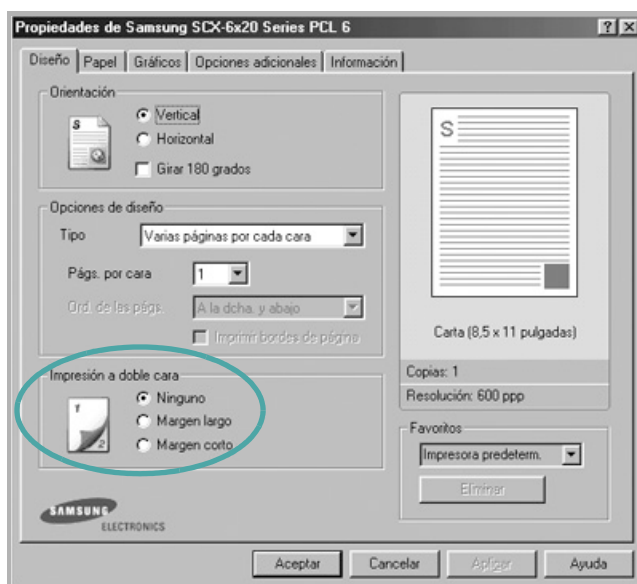 Propiedades de Samsung SCX-6x20 Series PCL 6
Diseño Papel Gráficos Opciones adicionales Información
Orientación
S
Vertical
Horizontal
Girar 180 grados
Opciones de diseño
Tipo Varias páginas por cada cara
Págs. por cara 1
Ord. de las págs. A la dcha. y abajo
Imprimir bordes de página
Impresión a doble cara
1
2
Ninguno
Margen largo
Margen corto
SAMSUNG
ELECTRONICS
S
Carta (8,5 x 11 pulgadas)
Copias: 1
Resolución: 600 ppp
Favoritos
Impresora predeterm.
Eliminar
Aceptar Cancelar Aplicar Ayuda